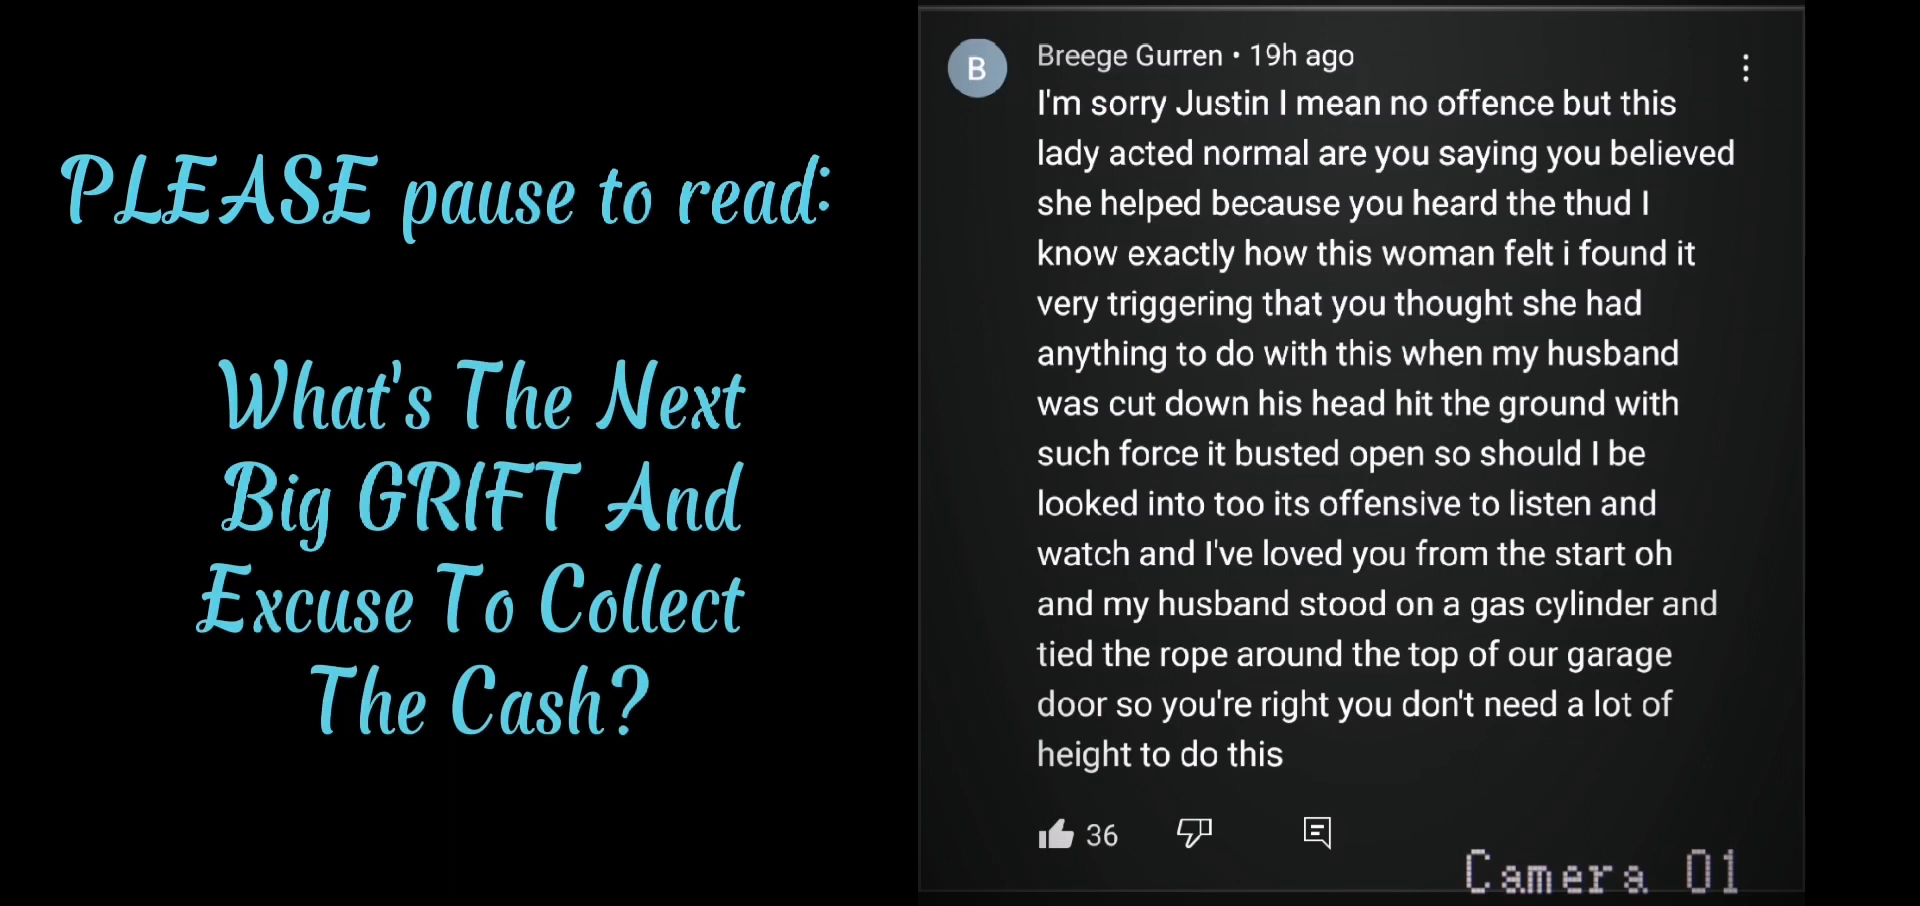 PLEASE pause to read:
What's The Next
Big GRIFT And
Excuse To Collect
The Cash?
B
Breege Gurren • 19h ago
I'm sorry Justin I mean no offence but this
lady acted normal are you saying you believed
she helped because you heard the thud I
know exactly how this woman felt i found it
very triggering that you thought she had
anything to do with this when my husband
was cut down his head hit the ground with
such force it busted open so should I be
looked into too its offensive to listen and
watch and I've loved you from the start oh
and my husband stood on a gas cylinder and
tied the rope around the top of our garage
door so you're right you don't need a lot of
height to do this
36
Camera 01